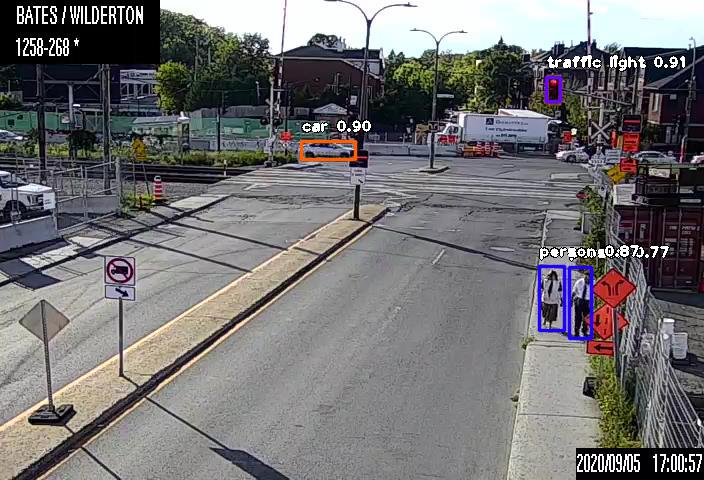 BATES / WILDERTON
1258-268 *
traffic light 0.91
car 0.90
person 0.87
0.77
2020/09/05 17:00:57